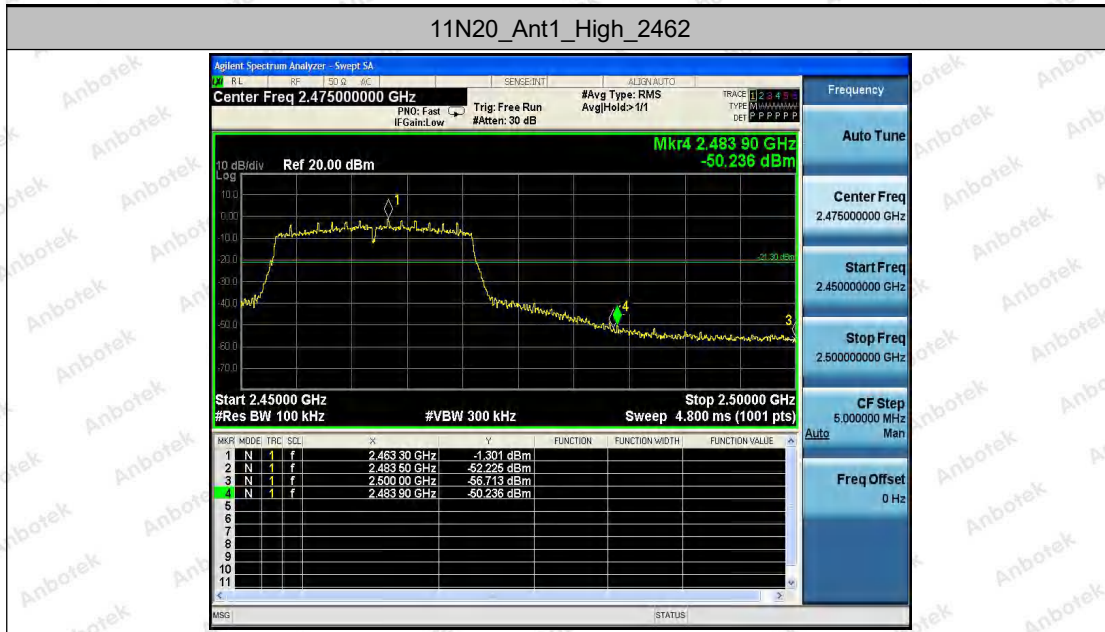 11N20_Ant1_High_2462
Agilent Spectrum Analyzer - Swept SA
RL RF 50 Ω AC SENSE:INT ALIGN AUTO
Center Freq 2.475000000 GHz
PNO: Fast
IFGain:Low
Trig: Free Run
#Atten: 30 dB
#Avg Type: RMS
Avg|Hold:>1/1
TRACE 1 2 3 4 5 6
TYPE M
DET P P P P P P
Mkr4 2.483 90 GHz
-50.236 dBm
10 dB/div Ref 20.00 dBm
Log
10.0
0.00
-10.0
-20.0
-30.0
-40.0
-50.0
-60.0
-70.0
1
-21.30 dBm
4
3
Start 2.45000 GHz Stop 2.50000 GHz
#Res BW 100 kHz #VBW 300 kHz Sweep 4.800 ms (1001 pts)
MKR MODE TRC SCL X Y FUNCTION FUNCTION WIDTH FUNCTION VALUE
1 N 1 f 2.463 30 GHz -1.301 dBm
2 N 1 f 2.483 50 GHz -52.225 dBm
3 N 1 f 2.500 00 GHz -56.713 dBm
4 N 1 f 2.483 90 GHz -50.236 dBm
5
6
7
8
9
10
11
MSG STATUS
Frequency
Auto Tune
Center Freq
2.475000000 GHz
Start Freq
2.450000000 GHz
Stop Freq
2.500000000 GHz
CF Step
5.000000 MHz
Auto Man
Freq Offset
0 Hz
Anbotek